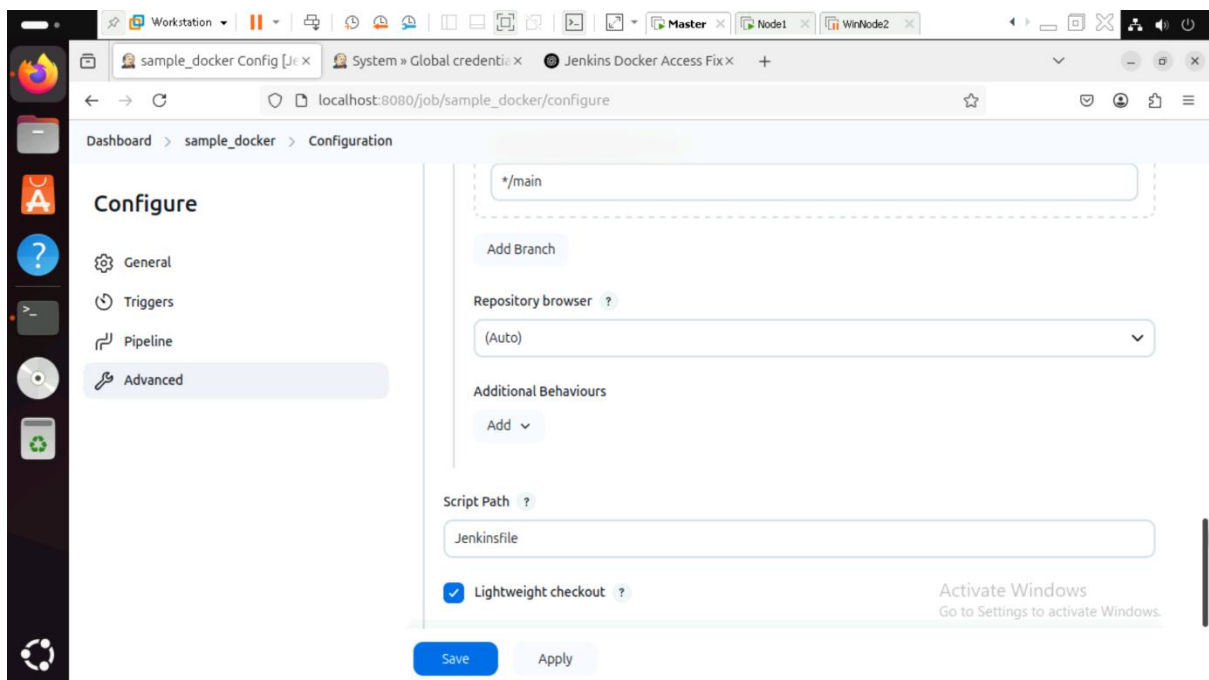 Workstation
Master
Node1
WinNode2
sample_docker Config [Je
System » Global credentia
Jenkins Docker Access Fix
localhost:8080/job/sample_docker/configure
Dashboard > sample_docker > Configuration
Configure
General
Triggers
Pipeline
Advanced
*/main
Add Branch
Repository browser ?
(Auto)
Additional Behaviours
Add
Script Path ?
Jenkinsfile
Lightweight checkout ?
Activate Windows
Go to Settings to activate Windows.
Save Apply